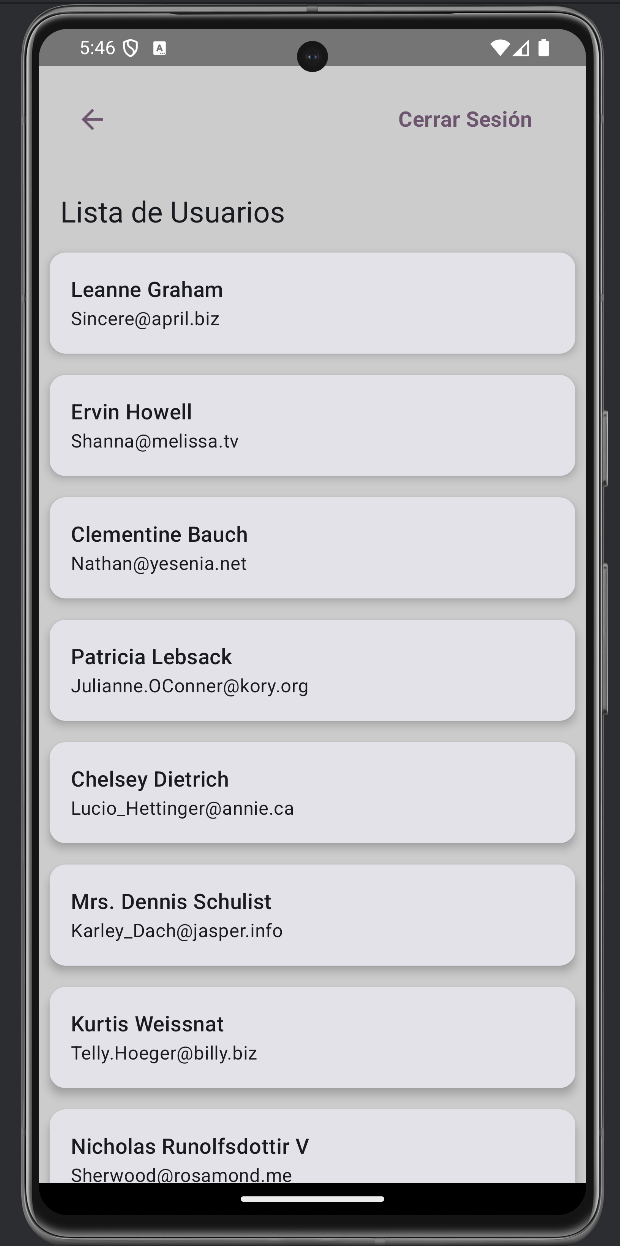 5:46 A
Cerrar Sesión
Lista de Usuarios
Leanne Graham
Sincere@april.biz
Ervin Howell
Shanna@melissa.tv
Clementine Bauch
Nathan@yesenia.net
Patricia Lebsack
Julianne.OConner@kory.org
Chelsey Dietrich
Lucio_Hettinger@annie.ca
Mrs. Dennis Schulist
Karley_Dach@jasper.info
Kurtis Weissnat
Telly.Hoeger@billy.biz
Nicholas Runolfsdottir V
Sherwood@rosamond.me